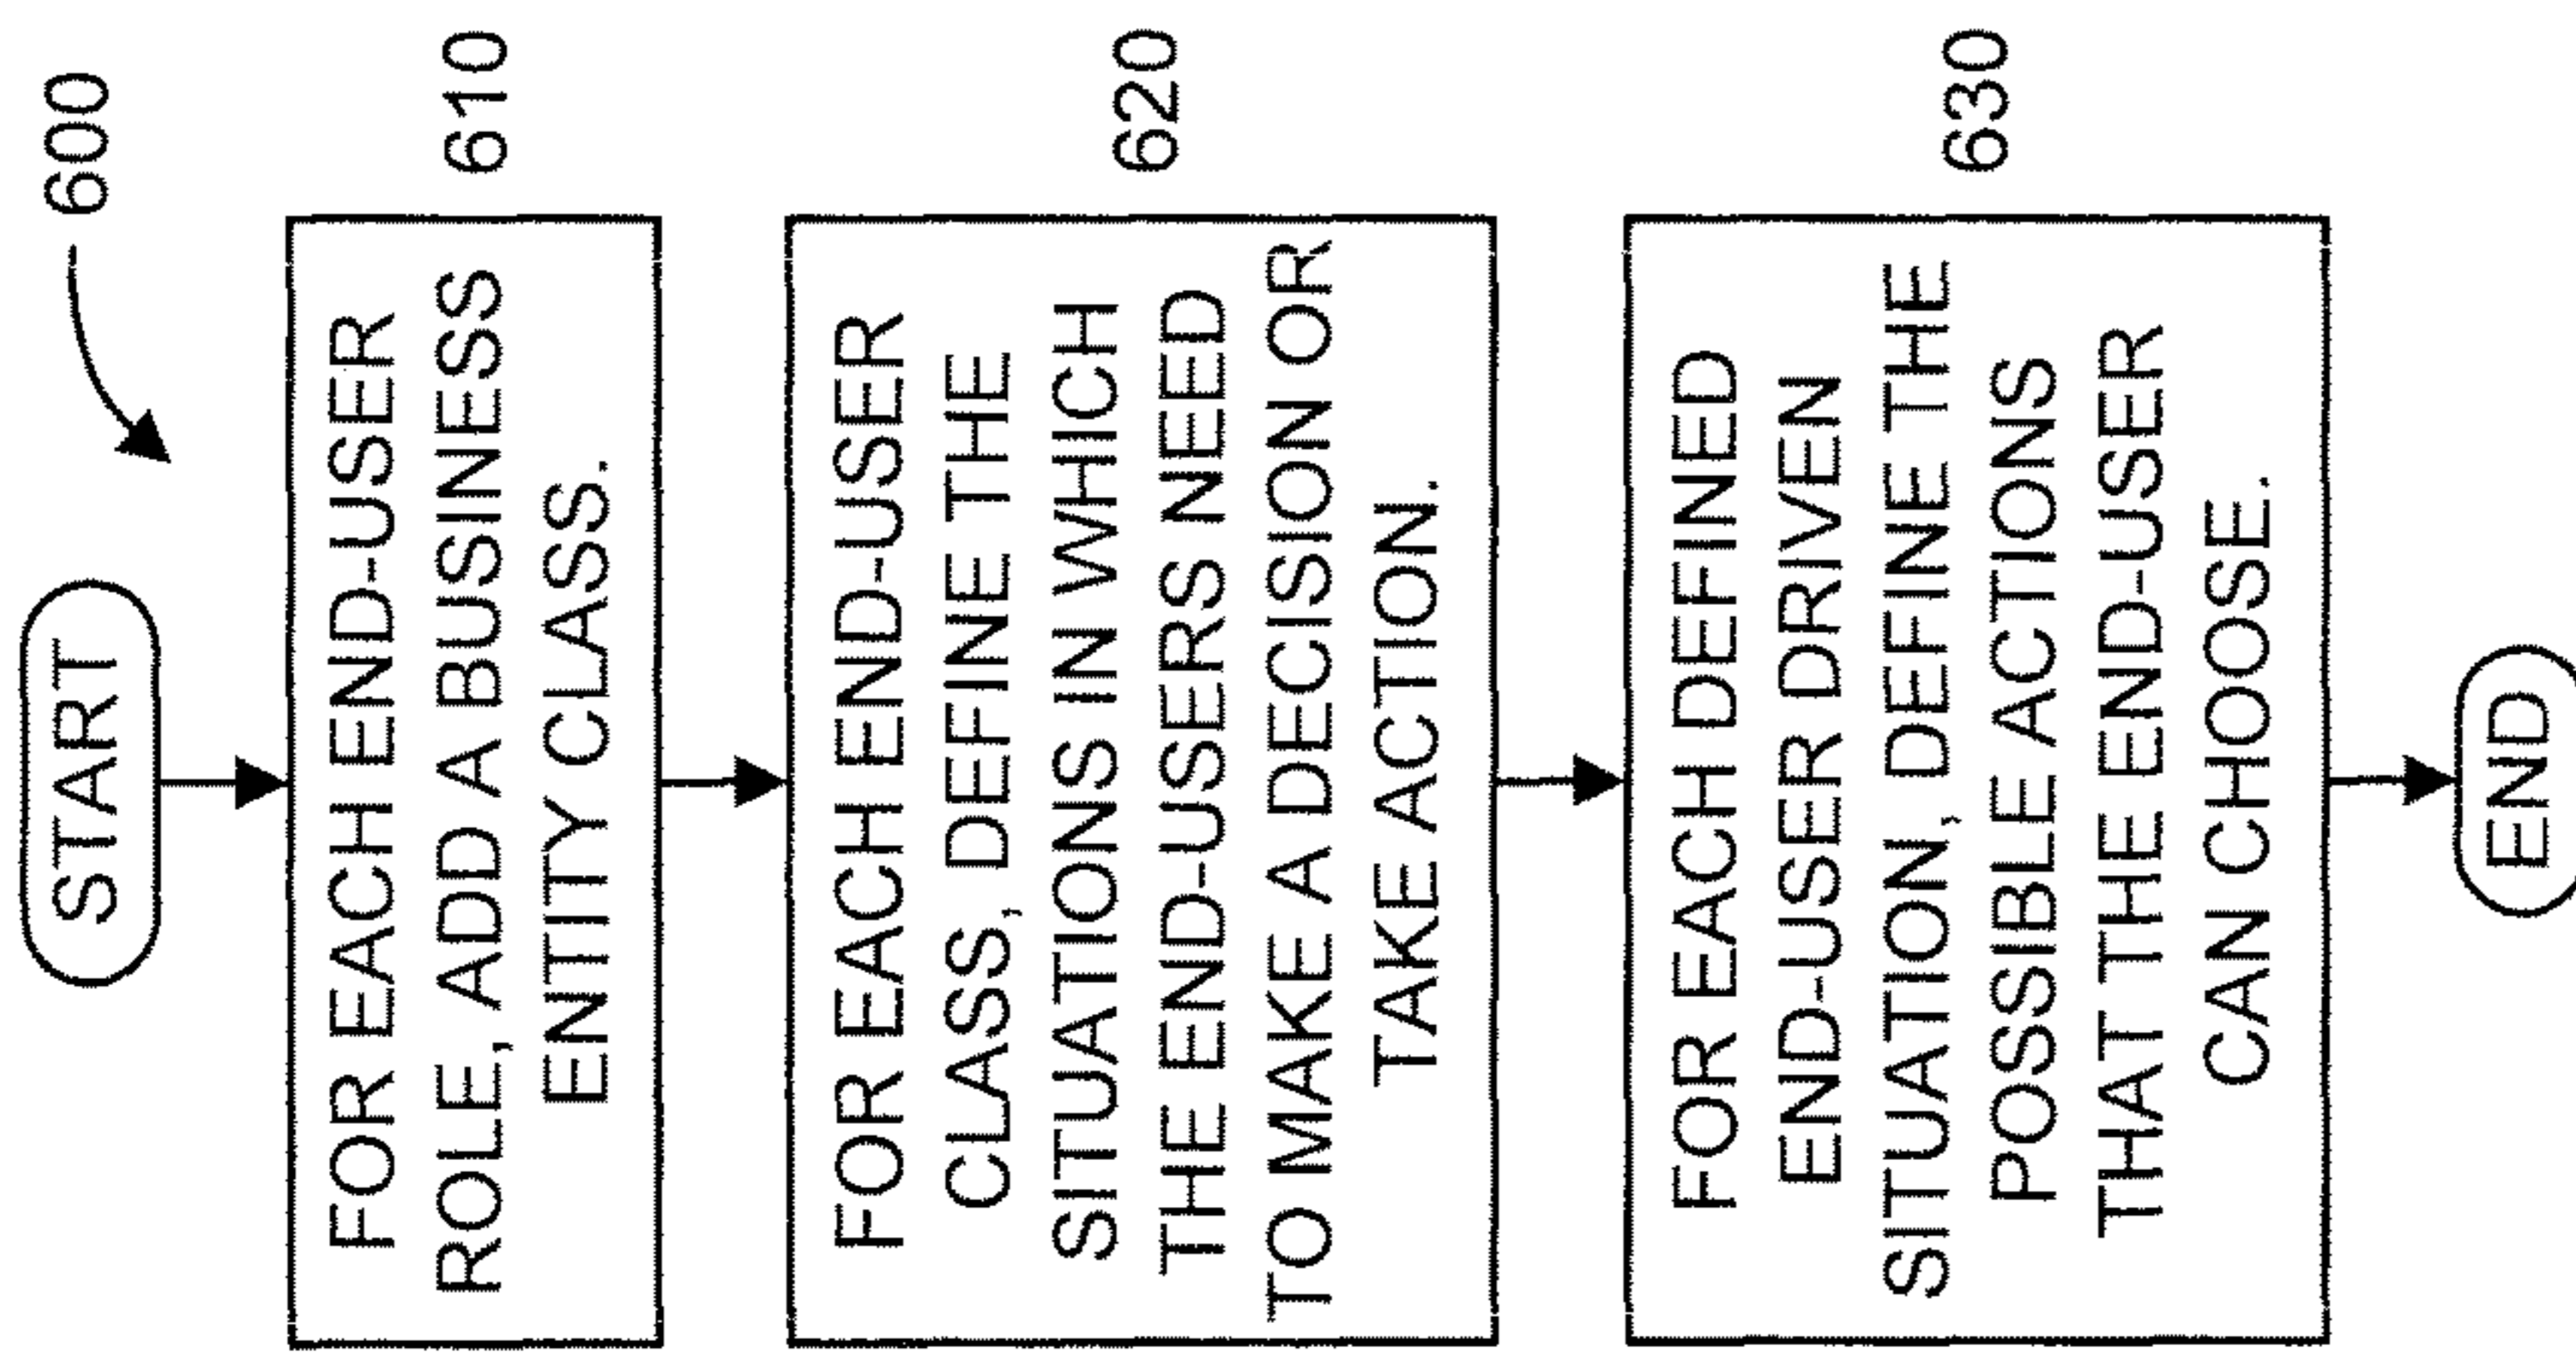 600
START
FOR EACH END-USER
ROLE, ADD A BUSINESS
ENTITY CLASS.
610
FOR EACH END-USER
CLASS, DEFINE THE
SITUATIONS IN WHICH
THE END-USERS NEED
TO MAKE A DECISION OR
TAKE ACTION.
620
FOR EACH DEFINED
END-USER DRIVEN
SITUATION, DEFINE THE
POSSIBLE ACTIONS
THAT THE END-USER
CAN CHOOSE.
630
END